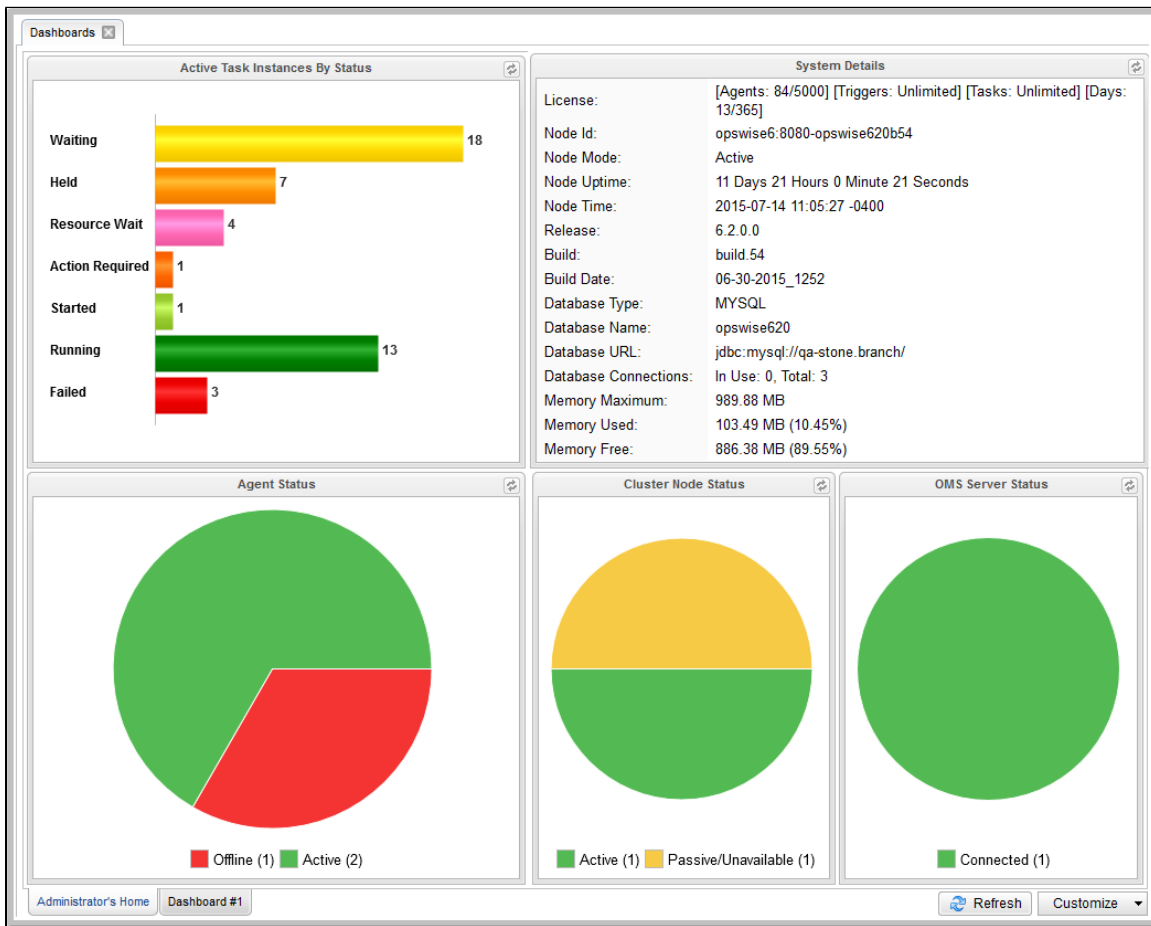 Dashboards
Active Task Instances By Status
Waiting 18
Held 7
Resource Wait 4
Action Required 1
Started 1
Running 13
Failed 3
System Details
License: [Agents: 84/5000] [Triggers: Unlimited] [Tasks: Unlimited] [Days:
13/365]
Node Id: opswise6:8080-opswise620b54
Node Mode: Active
Node Uptime: 11 Days 21 Hours 0 Minute 21 Seconds
Node Time: 2015-07-14 11:05:27 -0400
Release: 6.2.0.0
Build: build.54
Build Date: 06-30-2015_1252
Database Type: MYSQL
Database Name: opswise620
Database URL: jdbc:mysql://qa-stone.branch/
Database Connections: In Use: 0, Total: 3
Memory Maximum: 989.88 MB
Memory Used: 103.49 MB (10.45%)
Memory Free: 886.38 MB (89.55%)
Agent Status
Offline (1) Active (2)
Cluster Node Status
Active (1) Passive/Unavailable (1)
OMS Server Status
Connected (1)
Administrator's Home Dashboard #1
Refresh Customize